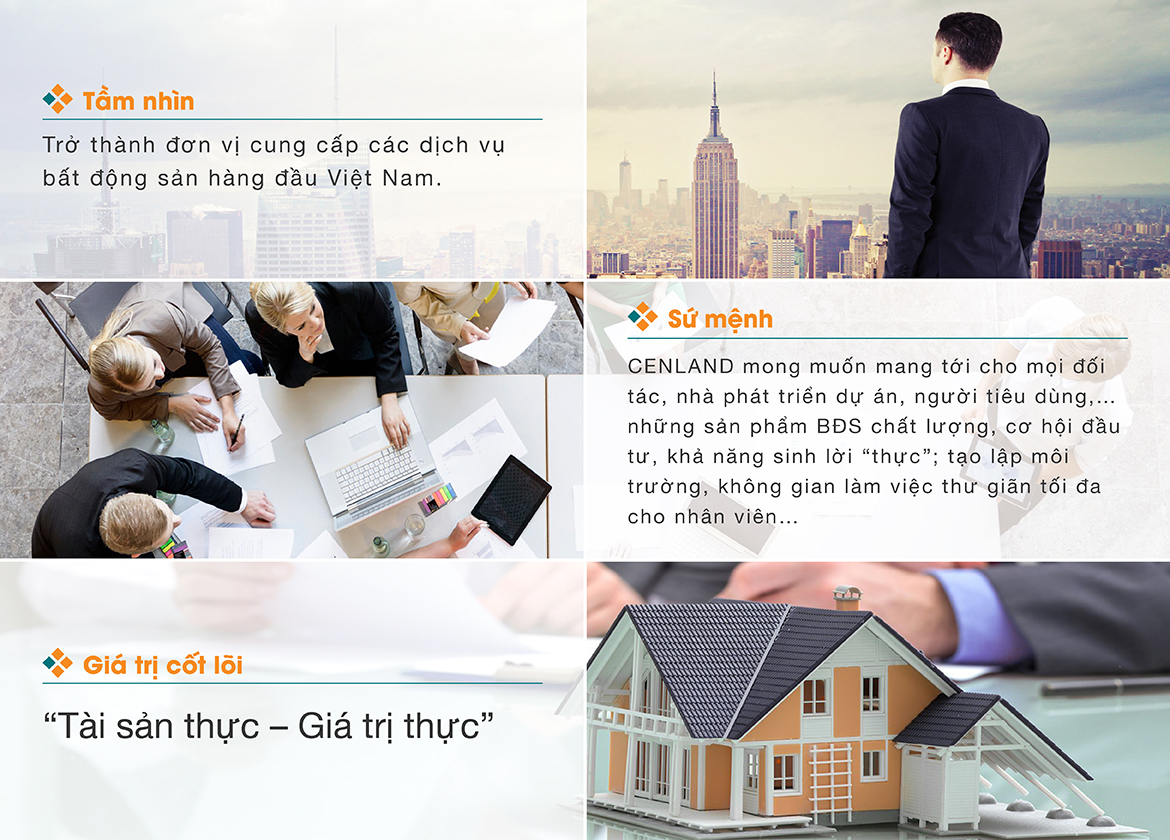 Tầm nhìn
Trở thành đơn vị cung cấp các dịch vụ
bất động sản hàng đầu Việt Nam.
Sứ mệnh
CENLAND mong muốn mang tới cho mọi đối
tác, nhà phát triển dự án, người tiêu dùng,...
những sản phẩm BĐS chất lượng, cơ hội đầu
tư, khả năng sinh lời “thực”; tạo lập môi
trường, không gian làm việc thư giãn tối đa
cho nhân viên...
Giá trị cốt lõi
“Tài sản thực – Giá trị thực”